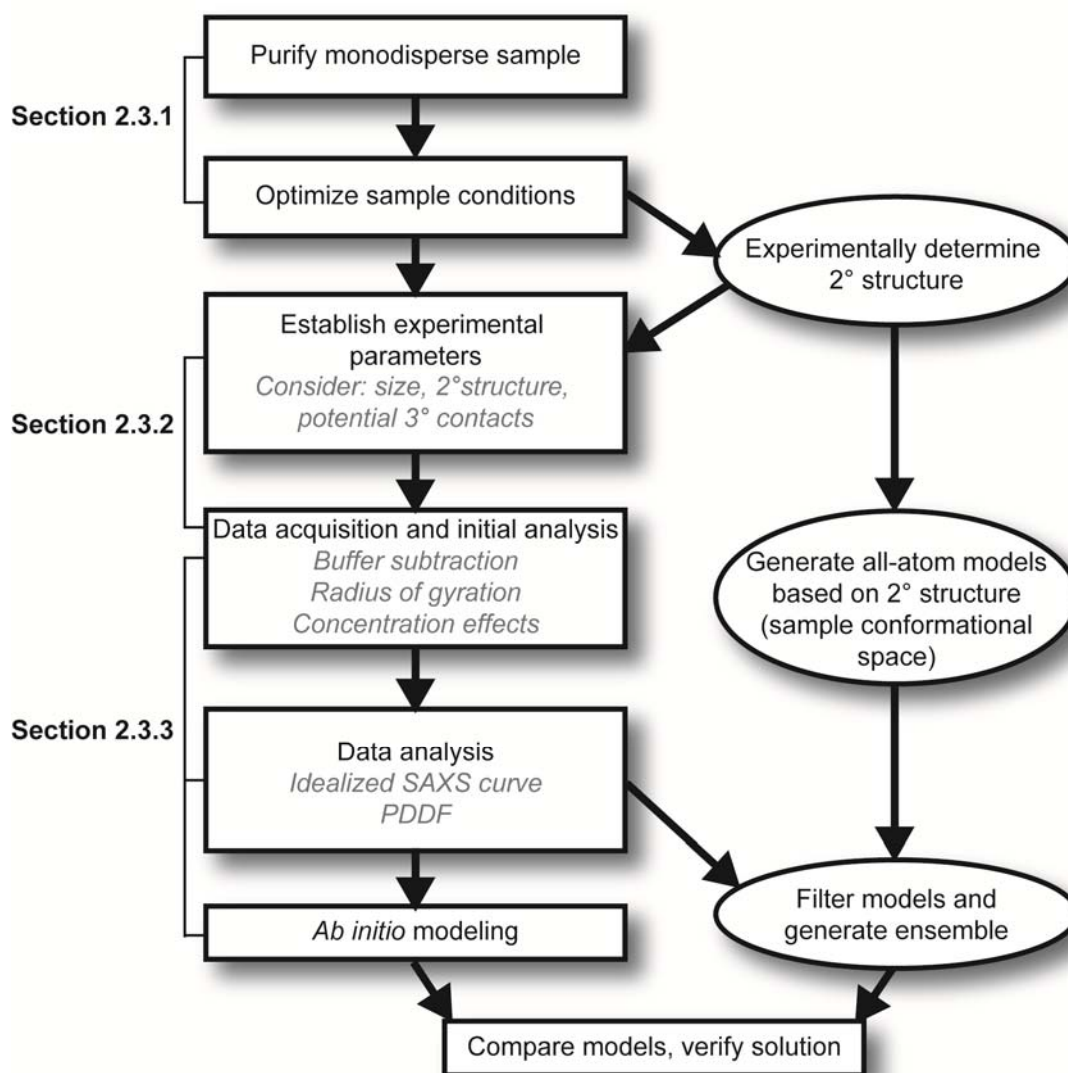 Purify monodisperse sample
Section 2.3.1
Optimize sample conditions
Experimentally determine
2° structure
Establish experimental
parameters
Consider: size, 2°structure,
potential 3° contacts
Section 2.3.2
Data acquisition and initial analysis
Buffer subtraction
Radius of gyration
Concentration effects
Generate all-atom models
based on 2° structure
(sample conformational
space)
Section 2.3.3
Data analysis
Idealized SAXS curve
PDDF
Ab initio modeling
Filter models and
generate ensemble
Compare models, verify solution